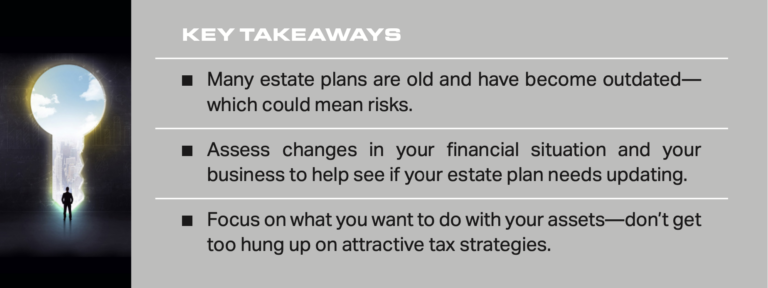 KEY TAKEAWAYS
■ Many estate plans are old and have become outdated—
which could mean risks.
■ Assess changes in your financial situation and your
business to help see if your estate plan needs updating.
■ Focus on what you want to do with your assets—don't get
too hung up on attractive tax strategies.